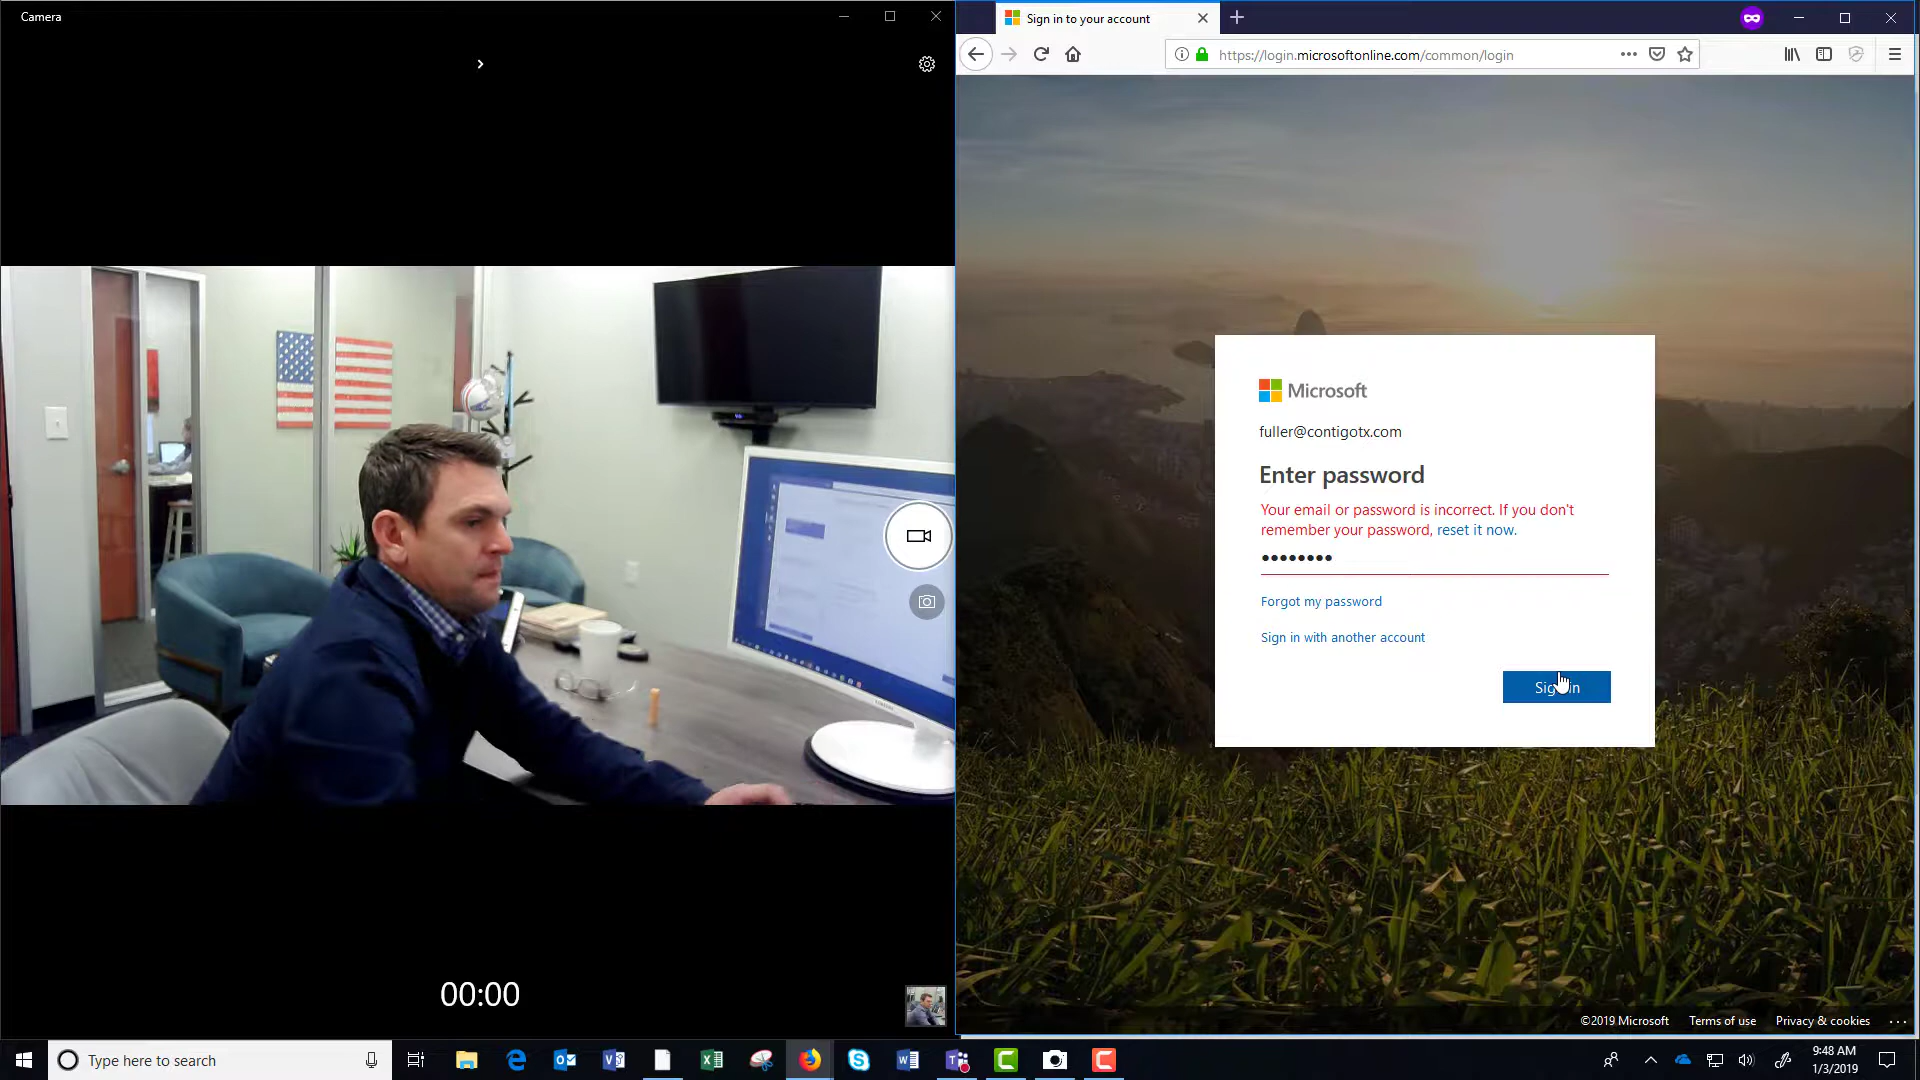 Camera
00:00
Sign in to your account
https://login.microsoftonline.com/common/login
Microsoft
fuller@contigotx.com
Enter password
Your email or password is incorrect. If you don't
remember your password, reset it now.
Forgot my password
Sign in with another account
Sign in
©2019 Microsoft Terms of use Privacy & cookies
Type here to search
9:48 AM
1/3/2019